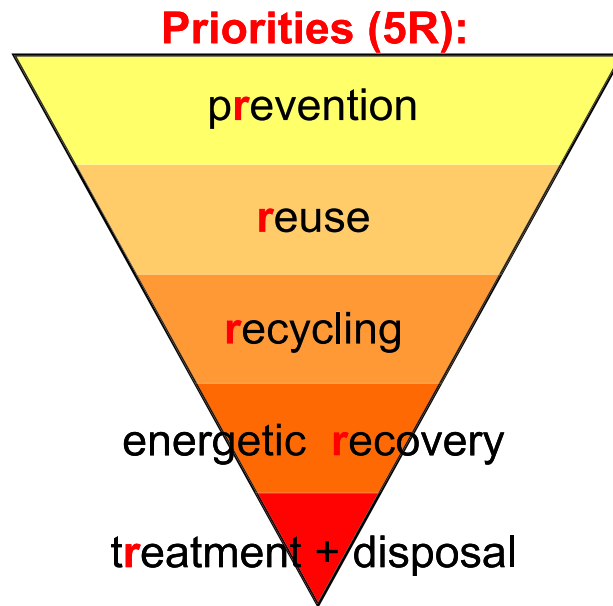 Priorities (5R):
prevention
reuse
recycling
energetic recovery
treatment + disposal